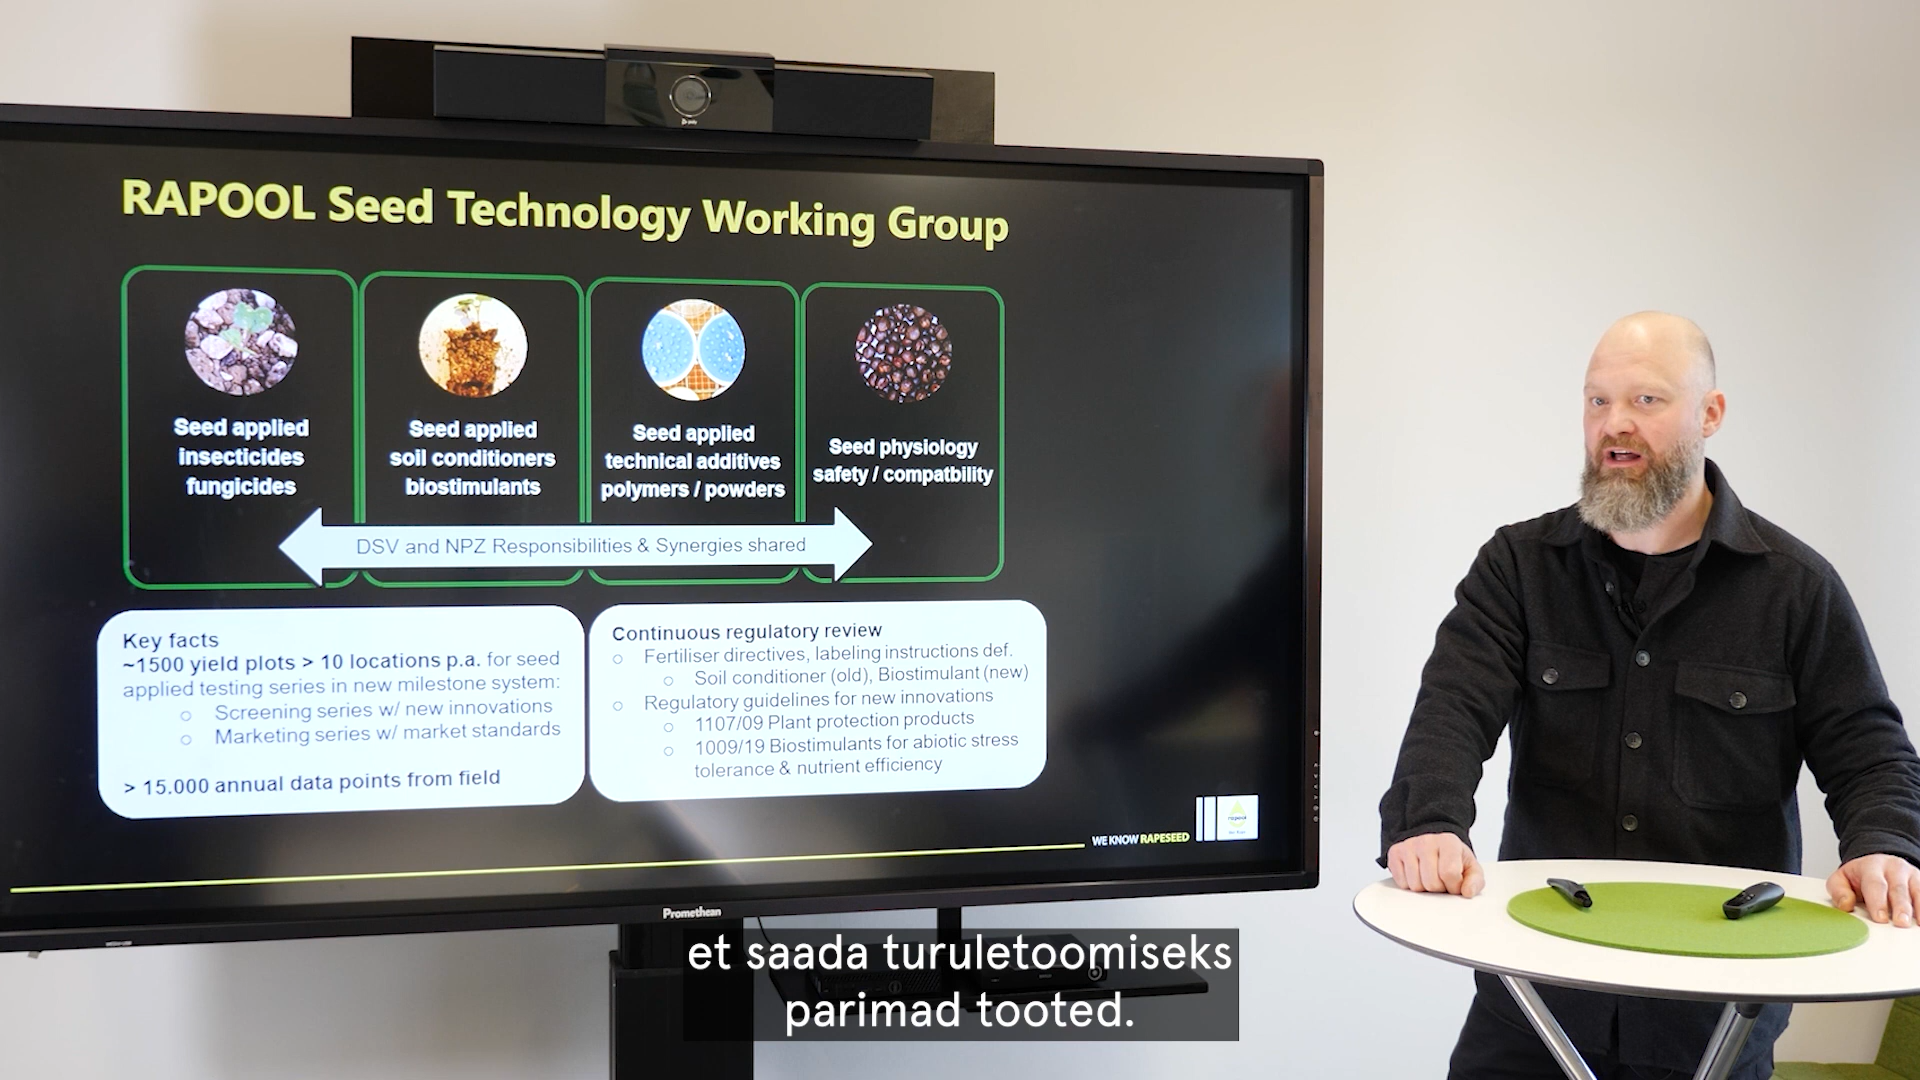 poly
RAPOOL Seed Technology Working Group
Seed applied
insecticides
fungicides
Seed applied
soil conditioners
biostimulants
Seed applied
technical additives
polymers / powders
Seed physiology
safety / compatbility
DSV and NPZ Responsibilities & Synergies shared
Key facts
~1500 yield plots > 10 locations p.a. for seed
applied testing series in new milestone system:
○ Screening series w/ new innovations
○ Marketing series w/ market standards
> 15.000 annual data points from field
Continuous regulatory review
○ Fertiliser directives, labeling instructions def.
○ Soil conditioner (old), Biostimulant (new)
○ Regulatory guidelines for new innovations
○ 1107/09 Plant protection products
○ 1009/19 Biostimulants for abiotic stress
tolerance & nutrient efficiency
WE KNOW RAPESEED
rapool
Promethean
et saada turuletoomiseks
parimad tooted.